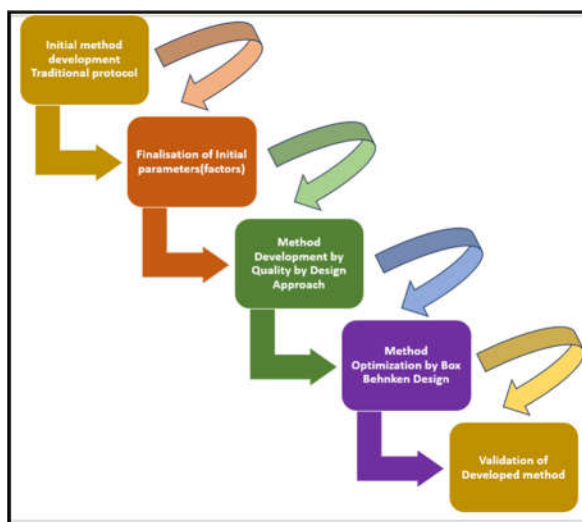 Initial method
development
Traditional protocol
Finalisation of Initial
parameters(factors)
Method
Development by
Quality by Design
Approach
Method
Optimization by Box
Behnken Design
Validation of
Developed method